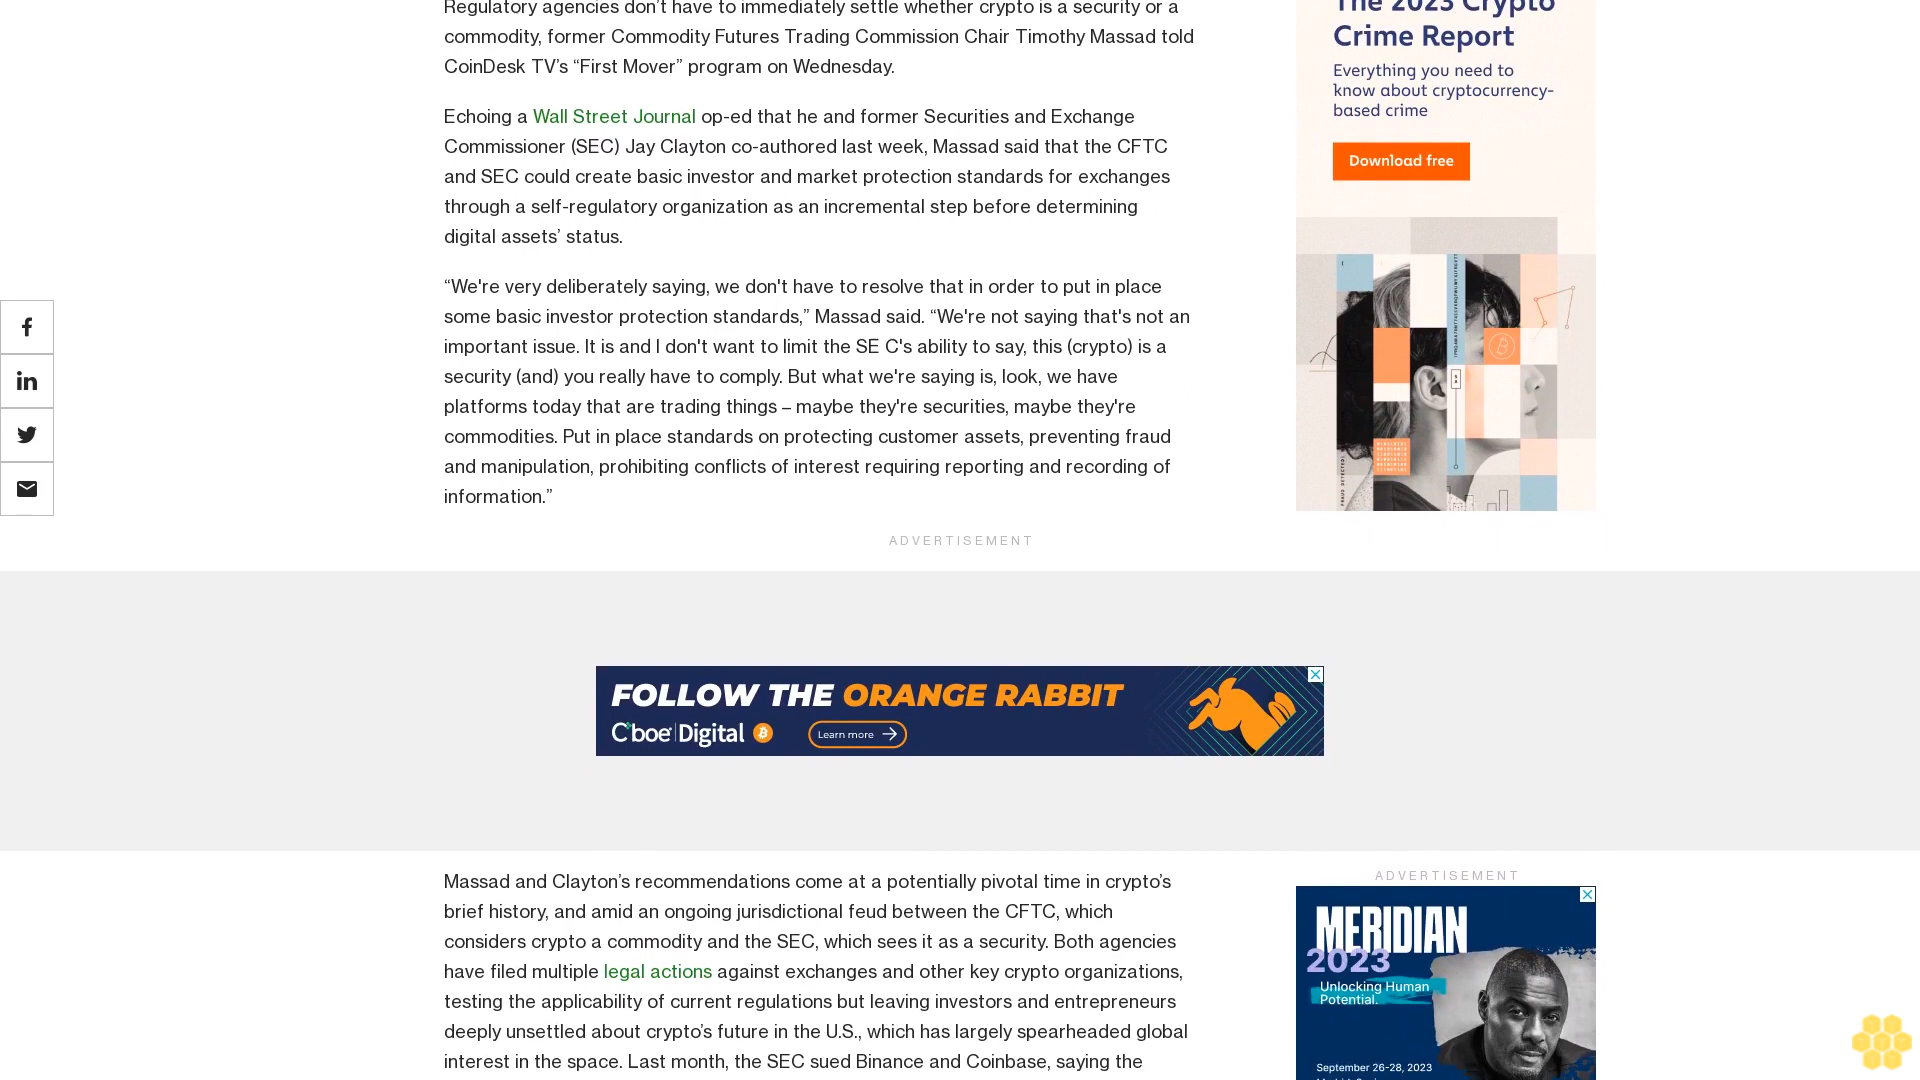 Regulatory agencies don’t have to immediately settle whether crypto is a security or a
commodity, former Commodity Futures Trading Commission Chair Timothy Massad told
CoinDesk TV’s “First Mover” program on Wednesday.
Echoing a Wall Street Journal op-ed that he and former Securities and Exchange
Commissioner (SEC) Jay Clayton co-authored last week, Massad said that the CFTC
and SEC could create basic investor and market protection standards for exchanges
through a self-regulatory organization as an incremental step before determining
digital assets’ status.
“We're very deliberately saying, we don't have to resolve that in order to put in place
some basic investor protection standards,” Massad said. “We're not saying that's not an
important issue. It is and I don't want to limit the SE C's ability to say, this (crypto) is a
security (and) you really have to comply. But what we're saying is, look, we have
platforms today that are trading things – maybe they're securities, maybe they're
commodities. Put in place standards on protecting customer assets, preventing fraud
and manipulation, prohibiting conflicts of interest requiring reporting and recording of
information.”
The 2023 Crypto
Crime Report
Everything you need to
know about cryptocurrency-
based crime
Download free
ADVERTISEMENT
FOLLOW THE ORANGE RABBIT
Cboe Digital
Learn more
Massad and Clayton’s recommendations come at a potentially pivotal time in crypto’s
brief history, and amid an ongoing jurisdictional feud between the CFTC, which
considers crypto a commodity and the SEC, which sees it as a security. Both agencies
have filed multiple legal actions against exchanges and other key crypto organizations,
testing the applicability of current regulations but leaving investors and entrepreneurs
deeply unsettled about crypto’s future in the U.S., which has largely spearheaded global
interest in the space. Last month, the SEC sued Binance and Coinbase, saying the
ADVERTISEMENT
MERIDIAN
2023
Unlocking Human
Potential.
September 26-28, 2023